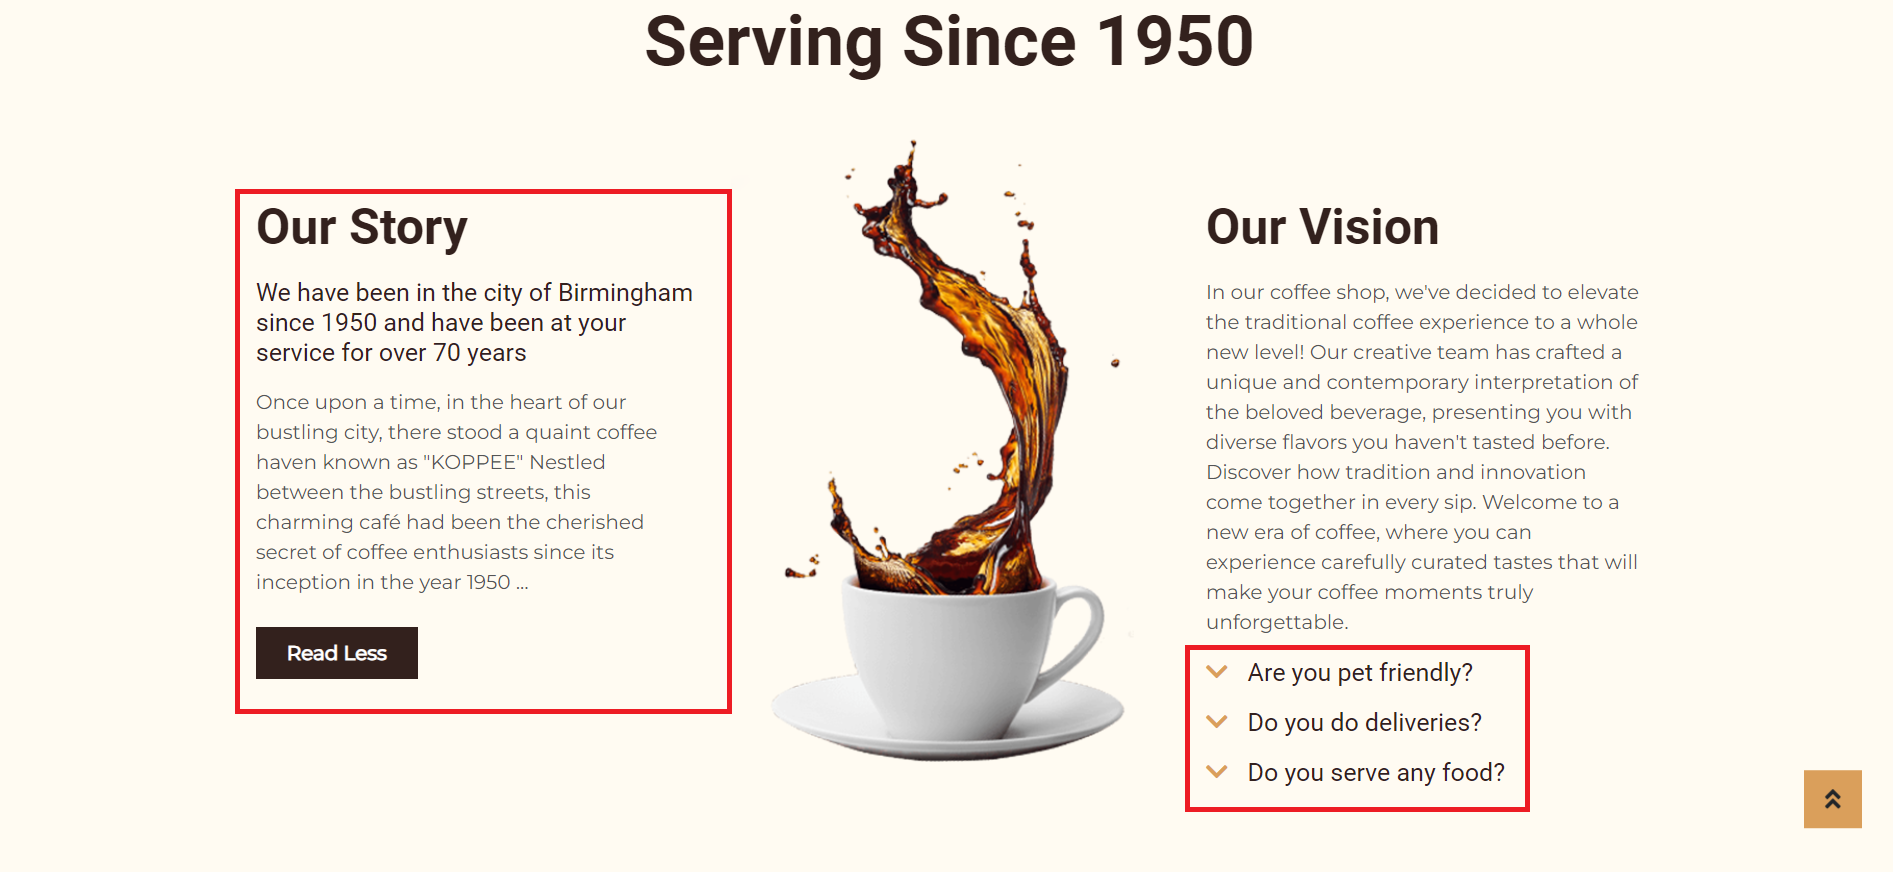 Serving Since 1950
Our Story
We have been in the city of Birmingham
since 1950 and have been at your
service for over 70 years
Once upon a time, in the heart of our
bustling city, there stood a quaint coffee
haven known as "KOPPEE" Nestled
between the bustling streets, this
charming café had been the cherished
secret of coffee enthusiasts since its
inception in the year 1950 ...
Read Less
Our Vision
In our coffee shop, we've decided to elevate
the traditional coffee experience to a whole
new level! Our creative team has crafted a
unique and contemporary interpretation of
the beloved beverage, presenting you with
diverse flavors you haven't tasted before.
Discover how tradition and innovation
come together in every sip. Welcome to a
new era of coffee, where you can
experience carefully curated tastes that will
make your coffee moments truly
unforgettable.
Are you pet friendly?
Do you do deliveries?
Do you serve any food?